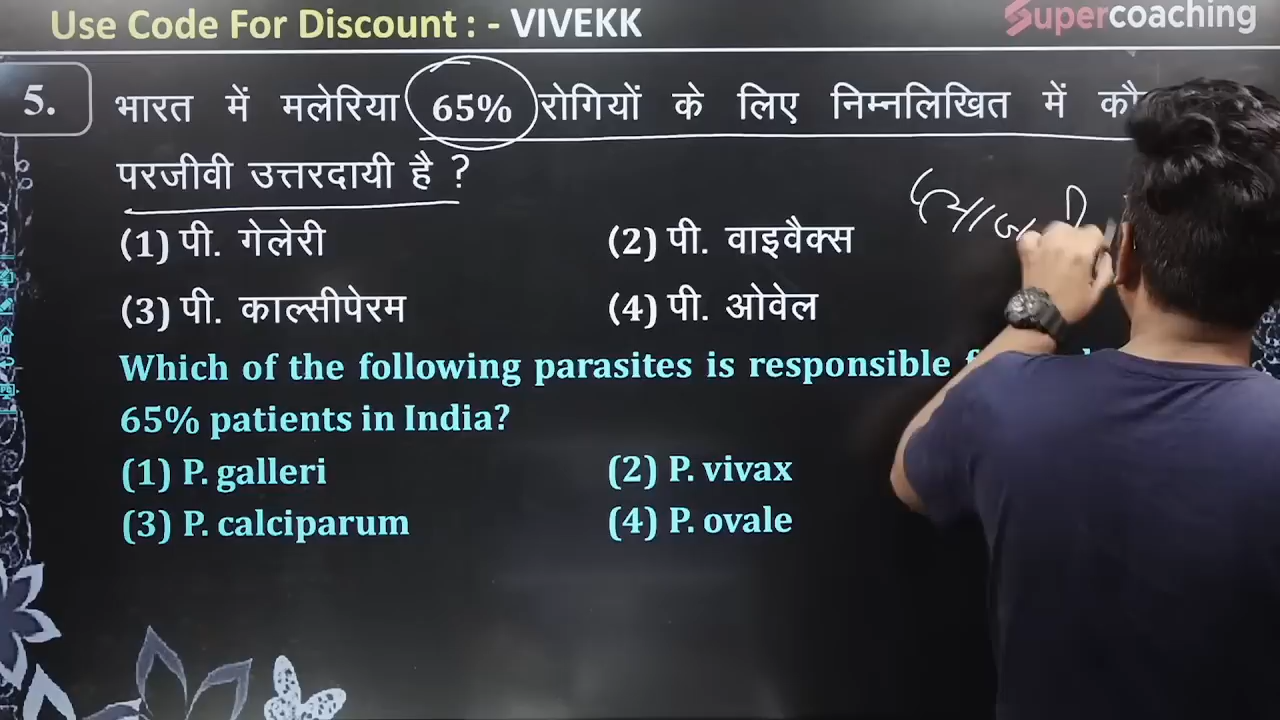 Use Code For Discount : - VIVEKK
Supercoaching
5. भारत में मलेरिया 65% रोगियों के लिए निम्नलिखित में
परजीवी उत्तरदायी है ?
(1) पी. गेलेरी (2) पी. वाइवैक्स
(3) पी. काल्सीपेरम (4) पी. ओवेल
Which of the following parasites is responsible
65% patients in India?
(1) P. galleri (2) P. vivax
(3) P. calciparum (4) P. ovale